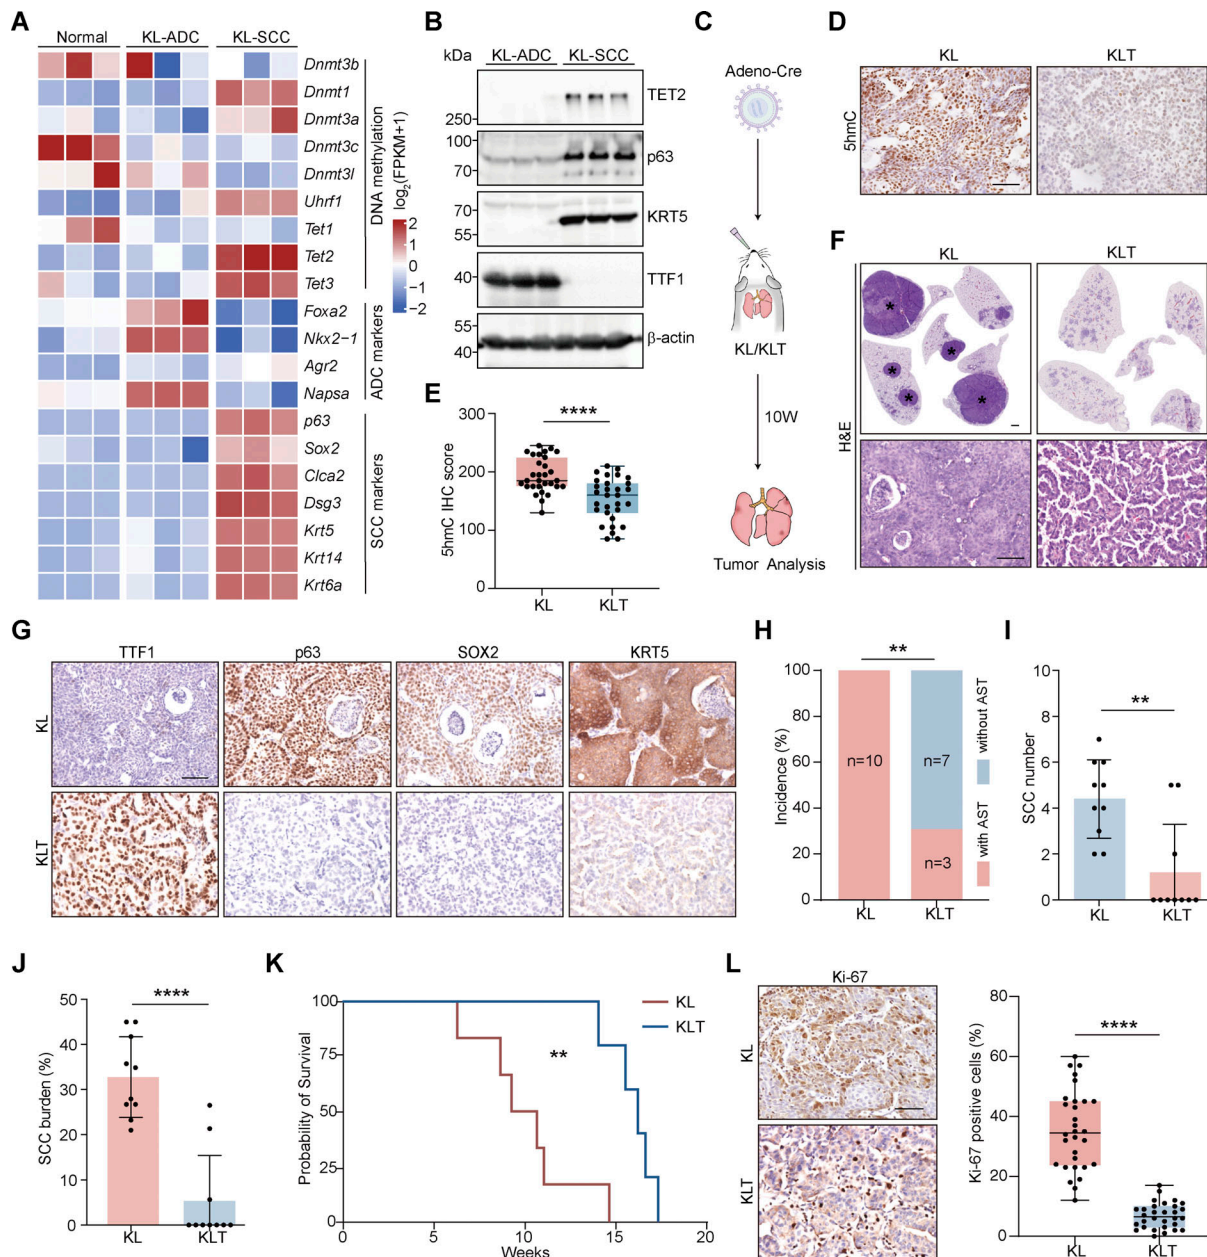 A
Normal KL-ADC KL-SCC
Dnmt3b
Dnmt1
Dnmt3a
Dnmt3c
Dnmt3l
Uhrf1
Tet1
Tet2
Tet3
Foxa2
Nkx2-1
Agr2
Napsa
p63
Sox2
Clca2
Dsg3
Krt5
Krt14
Krt6a
DNA methylation
ADC markers
SCC markers
log2(FPKM+1)
2
1
0
−1
−2
B
kDa KL-ADC KL-SCC
250
TET2
100
70
p63
70
55
KRT5
40
TTF1
55
40
β-actin
C
Adeno-Cre
KL/KLT
10W
Tumor Analysis
D
KL KLT
5hmC
E
5hmC IHC score
300
200
100
0
****
KL KLT
F
KL KLT
H&E
* * * * *
G
TTF1 p63 SOX2 KRT5
KL
KLT
H
Incidence (%)
100
80
60
40
20
0
**
n=10
n=7
n=3
KL KLT
without AST
with AST
I
SCC number
10
8
6
4
2
0
**
KL KLT
J
SCC burden (%)
50
40
30
20
10
0
****
KL KLT
K
Probability of Survival
100
75
50
25
0
**
KL
KLT
0 5 10 15 20
Weeks
L
Ki-67
KL
KLT
Ki-67 positive cells (%)
80
60
40
20
0
****
KL KLT